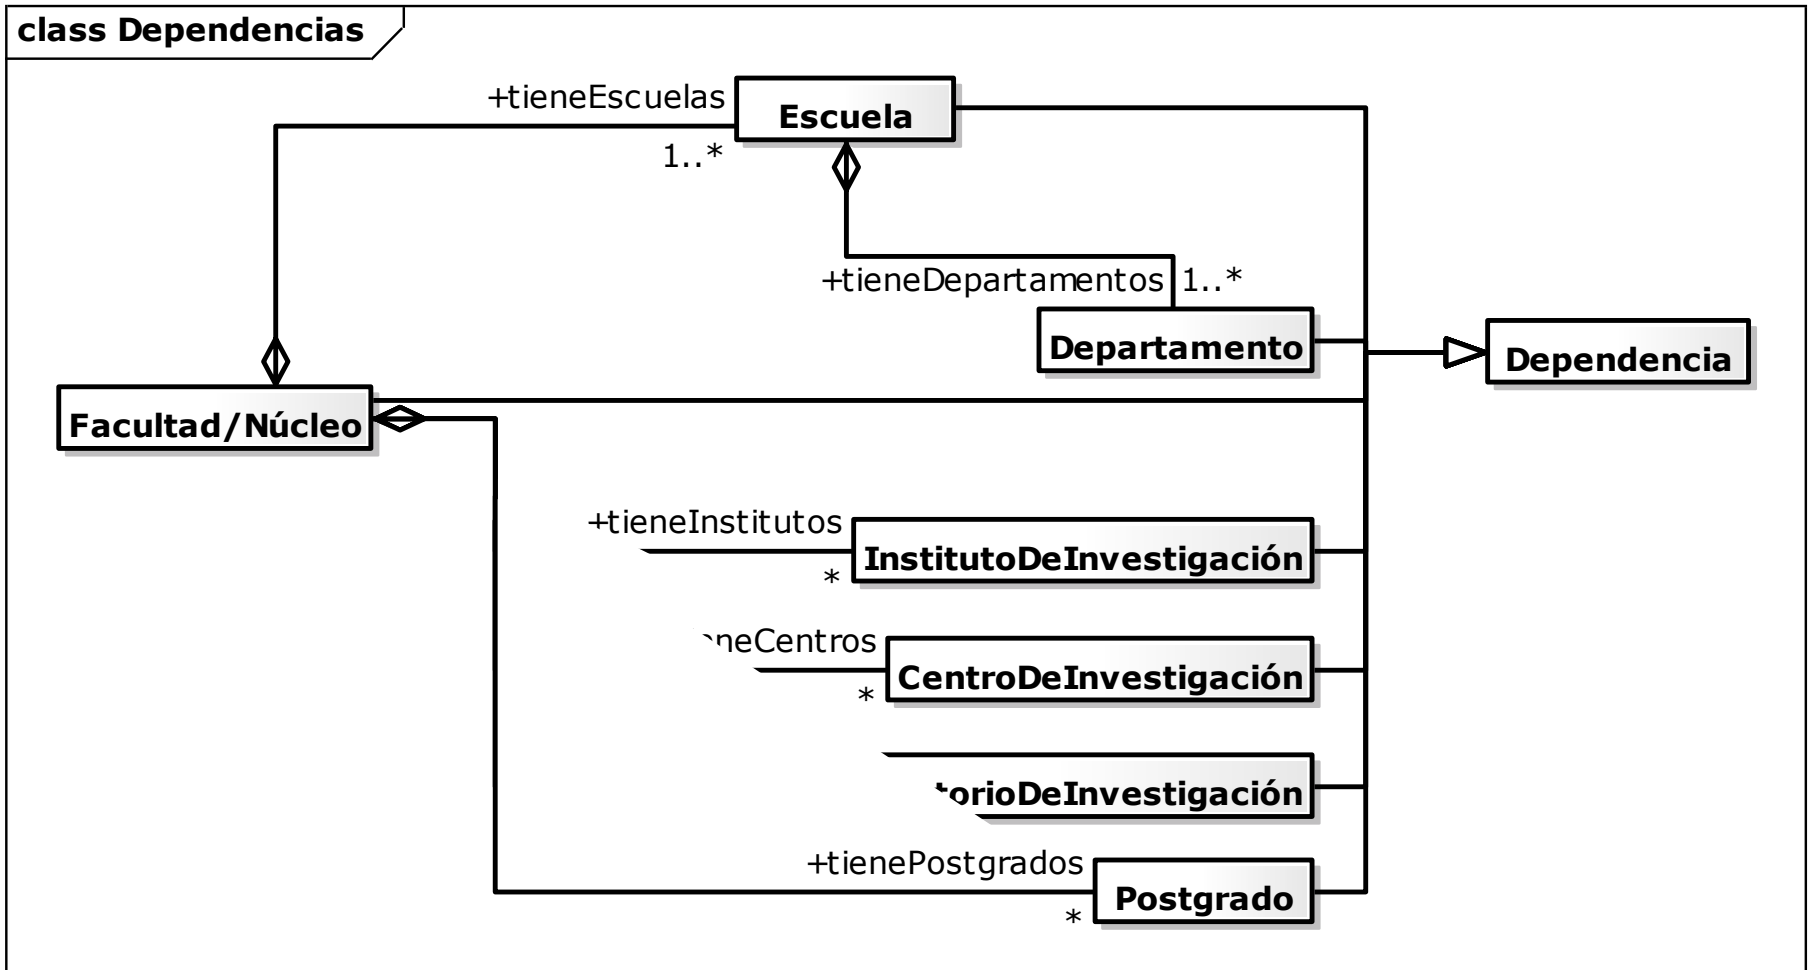 class Dependencias
+tieneEscuelas
Escuela
1..*
+tieneDepartamentos 1..*
Departamento
Dependencia
Facultad/Núcleo
+tieneInstitutos
InstitutoDeInvestigación
*
CentroDeInvestigación
*
+tienePostgrados
Postgrado
*